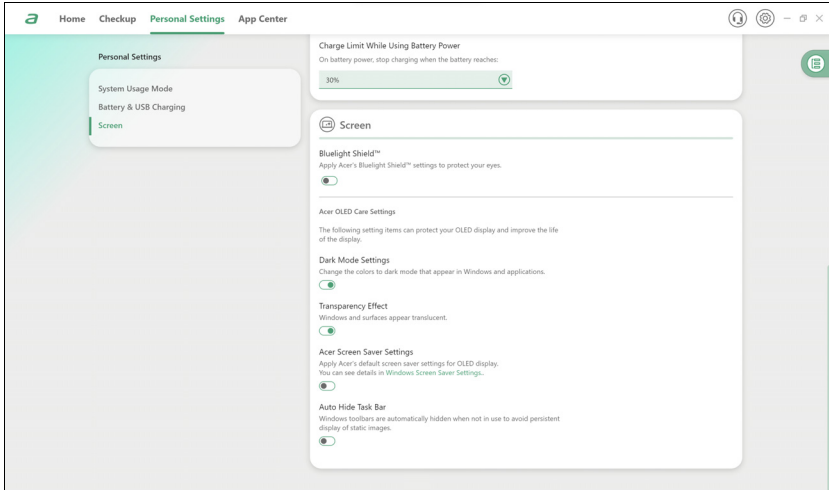 Home Checkup Personal Settings App Center
Personal Settings
System Usage Mode
Battery & USB Charging
Screen
Charge Limit While Using Battery Power
On battery power, stop charging when the battery reaches:
30%
Screen
Bluelight Shield™
Apply Acer's Bluelight Shield™ settings to protect your eyes.
Acer OLED Care Settings
The following setting items can protect your OLED display and improve the life
of the display.
Dark Mode Settings
Change the colors to dark mode that appear in Windows and applications.
Transparency Effect
Windows and surfaces appear translucent.
Acer Screen Saver Settings
Apply Acer's default screen saver settings for OLED display.
You can see details in Windows Screen Saver Settings..
Auto Hide Task Bar
Windows toolbars are automatically hidden when not in use to avoid persistent
display of static images.